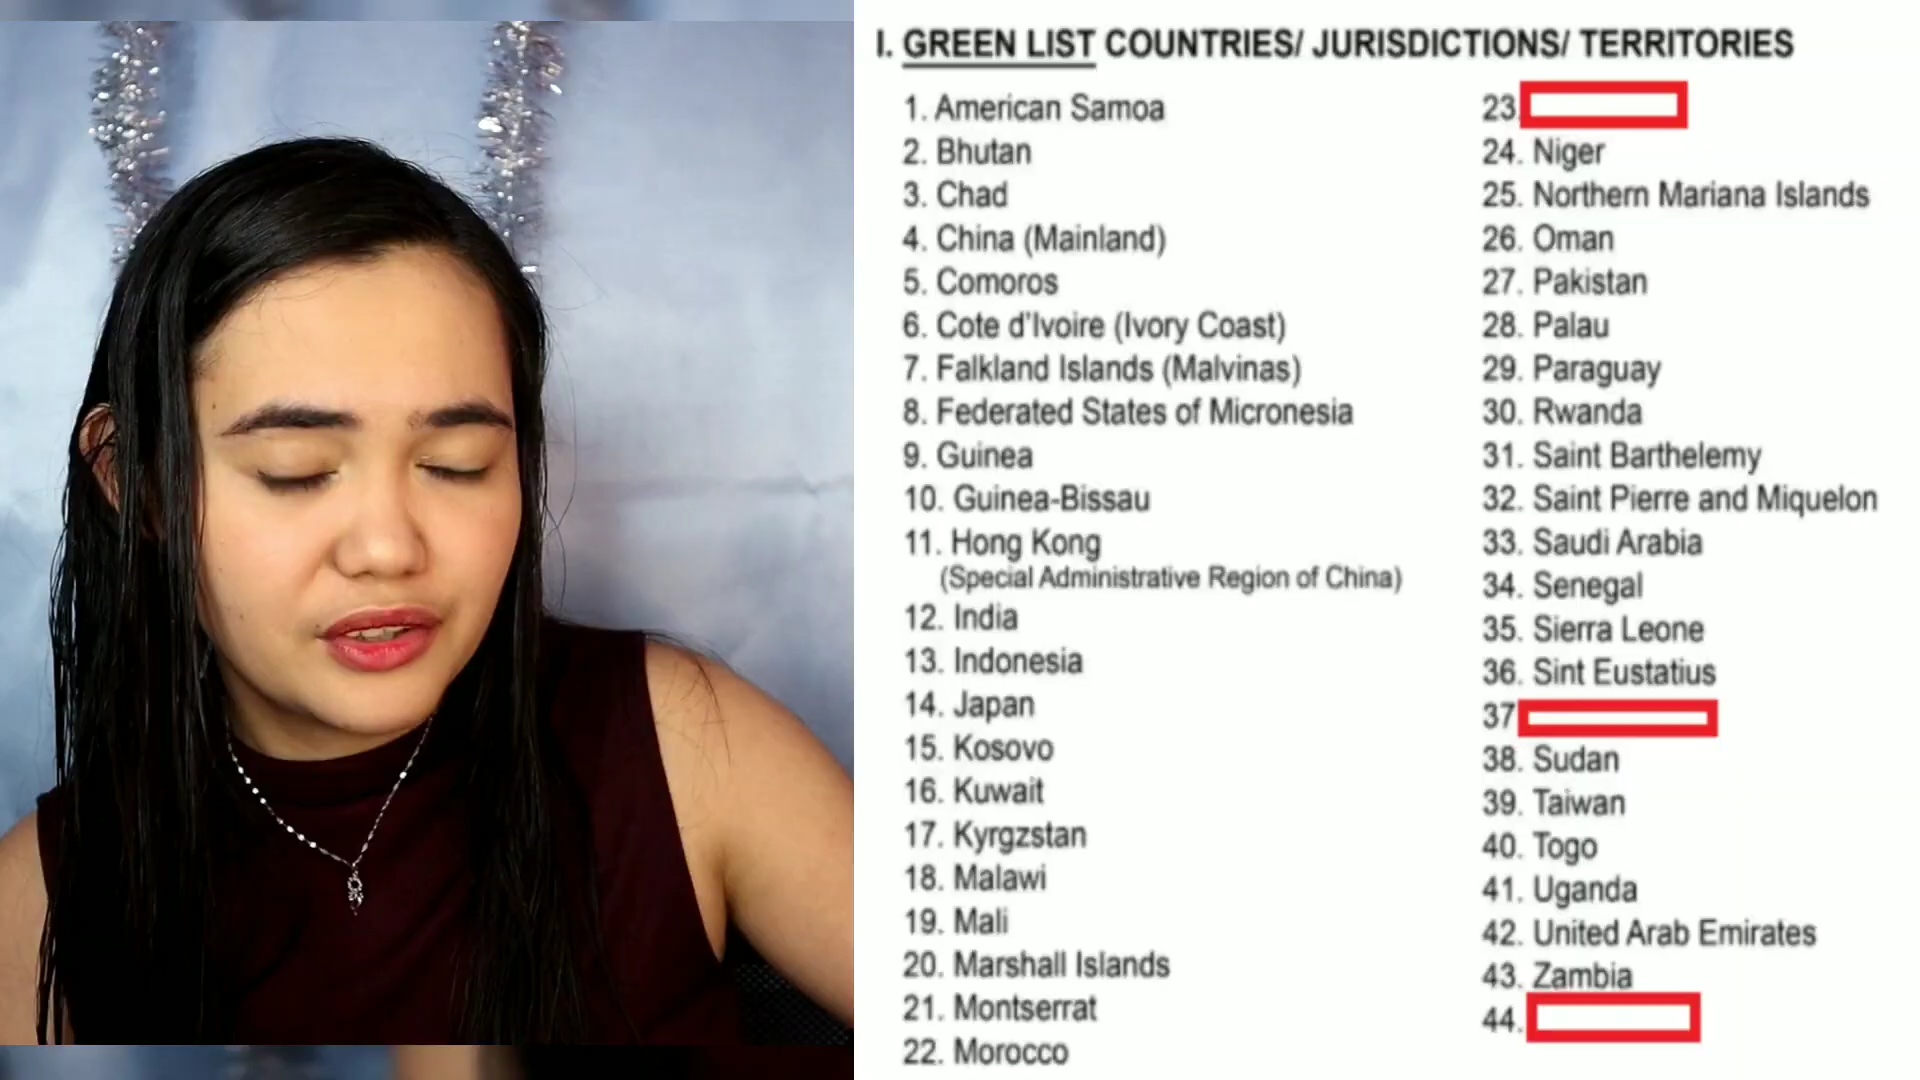 I. GREEN LIST COUNTRIES/ JURISDICTIONS/ TERRITORIES
1. American Samoa
2. Bhutan
3. Chad
4. China (Mainland)
5. Comoros
6. Cote d'Ivoire (Ivory Coast)
7. Falkland Islands (Malvinas)
8. Federated States of Micronesia
9. Guinea
10. Guinea-Bissau
11. Hong Kong
(Special Administrative Region of China)
12. India
13. Indonesia
14. Japan
15. Kosovo
16. Kuwait
17. Kyrgzstan
18. Malawi
19. Mali
20. Marshall Islands
21. Montserrat
22. Morocco
23.
24. Niger
25. Northern Mariana Islands
26. Oman
27. Pakistan
28. Palau
29. Paraguay
30. Rwanda
31. Saint Barthelemy
32. Saint Pierre and Miquelon
33. Saudi Arabia
34. Senegal
35. Sierra Leone
36. Sint Eustatius
37
38. Sudan
39. Taiwan
40. Togo
41. Uganda
42. United Arab Emirates
43. Zambia
44.